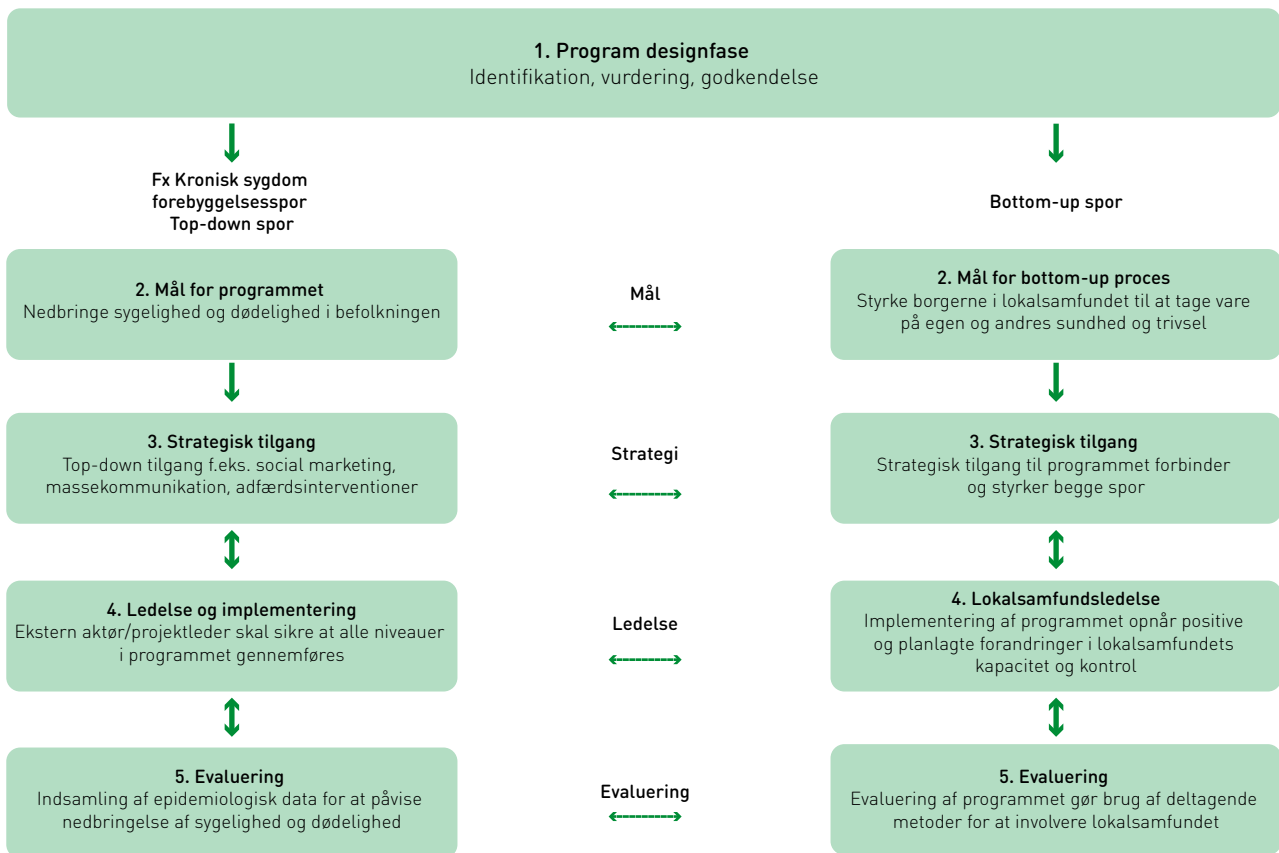 1. Program designfase
Identifikation, vurdering, godkendelse
Fx Kronisk sygdom
forebyggelsesspor
Top-down spor
Bottom-up spor
2. Mål for programmet
Nedbringe sygelighed og dødelighed i befolkningen
Mål
2. Mål for bottom-up proces
Styrke borgerne i lokalsamfundet til at tage vare
på egen og andres sundhed og trivsel
3. Strategisk tilgang
Top-down tilgang f.eks. social marketing,
massekommunikation, adfærdsinterventioner
Strategi
3. Strategisk tilgang
Strategisk tilgang til programmet forbinder
og styrker begge spor
4. Ledelse og implementering
Ekstern aktør/projektleder skal sikre at alle niveauer
i programmet gennemføres
Ledelse
4. Lokalsamfundsledelse
Implementering af programmet opnår positive
og planlagte forandringer i lokalsamfundets
kapacitet og kontrol
5. Evaluering
Indsamling af epidemiologisk data for at påvise
nedbringelse af sygelighed og dødelighed
Evaluering
5. Evaluering
Evaluering af programmet gør brug af deltagende
metoder for at involvere lokalsamfundet